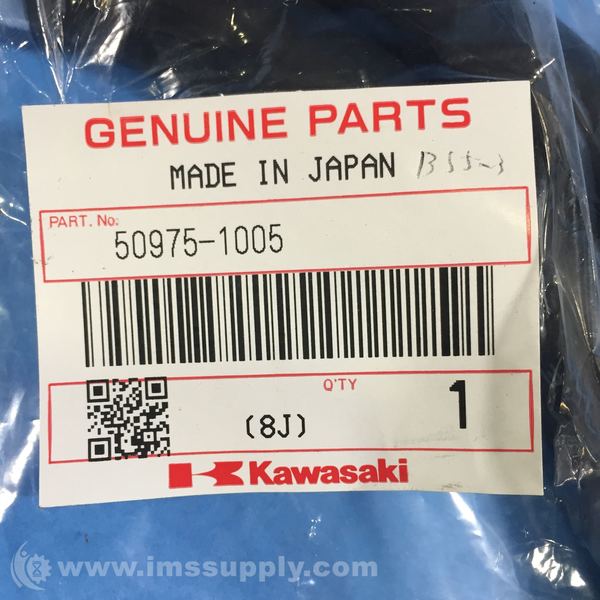 GENUINE PARTS
MADE IN JAPAN
PART. No.
50975-1005
Q'TY
(8J) 1
Kawasaki
www.imssupply.com